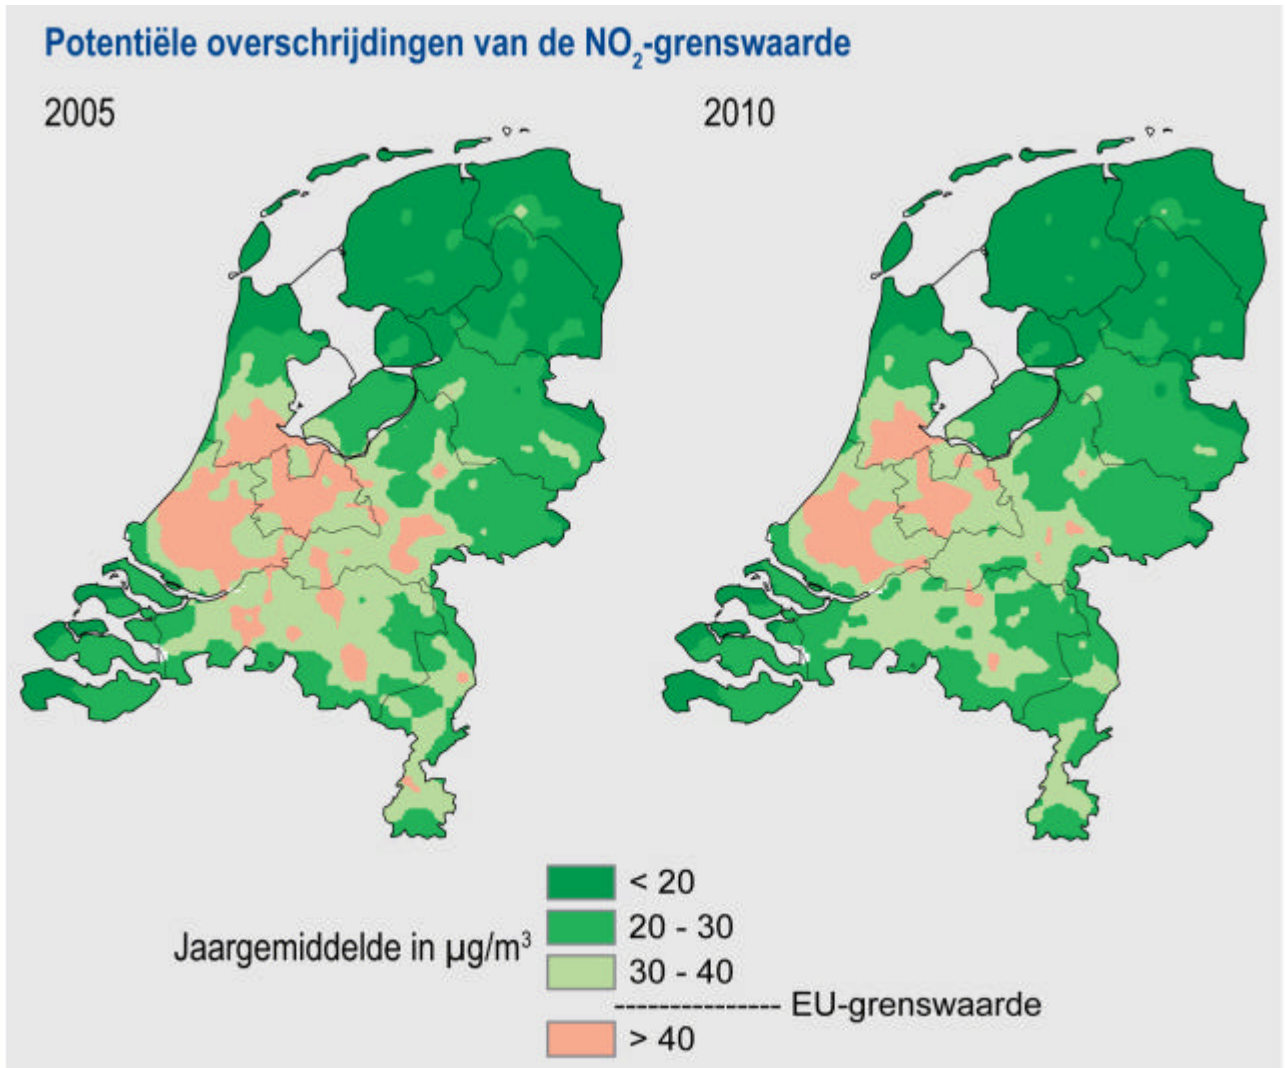 Potentiële overschrijdingen van de NO₂-grenswaarde
2005
2010
Jaargemiddelde in µg/m³
< 20
20 - 30
30 - 40
---------------- EU-grenswaarde
> 40